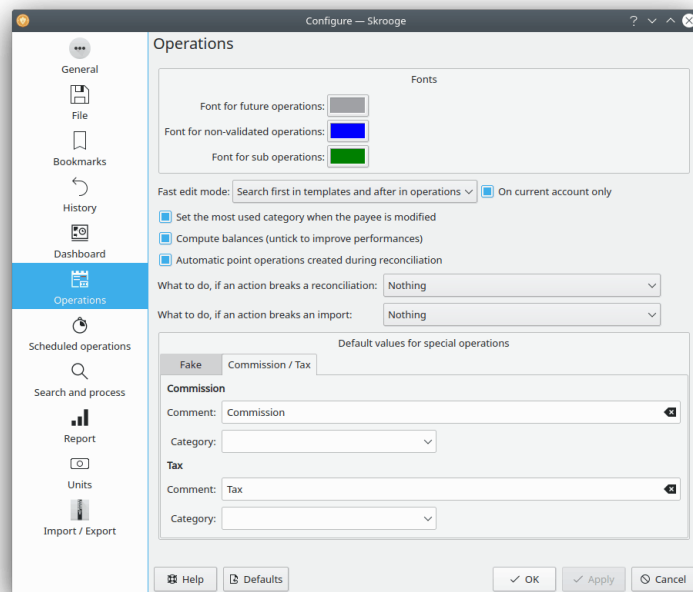 Configure — Skrooge
General
File
Bookmarks
History
Dashboard
Operations
Scheduled operations
Search and process
Report
Units
Import / Export
Operations
Fonts
Font for future operations:
Font for non-validated operations:
Font for sub operations:
Fast edit mode: Search first in templates and after in operations On current account only
Set the most used category when the payee is modified
Compute balances (untick to improve performances)
Automatic point operations created during reconciliation
What to do, if an action breaks a reconciliation: Nothing
What to do, if an action breaks an import: Nothing
Default values for special operations
Fake Commission / Tax
Commission
Comment: Commission
Category:
Tax
Comment: Tax
Category:
Help Defaults OK Apply Cancel